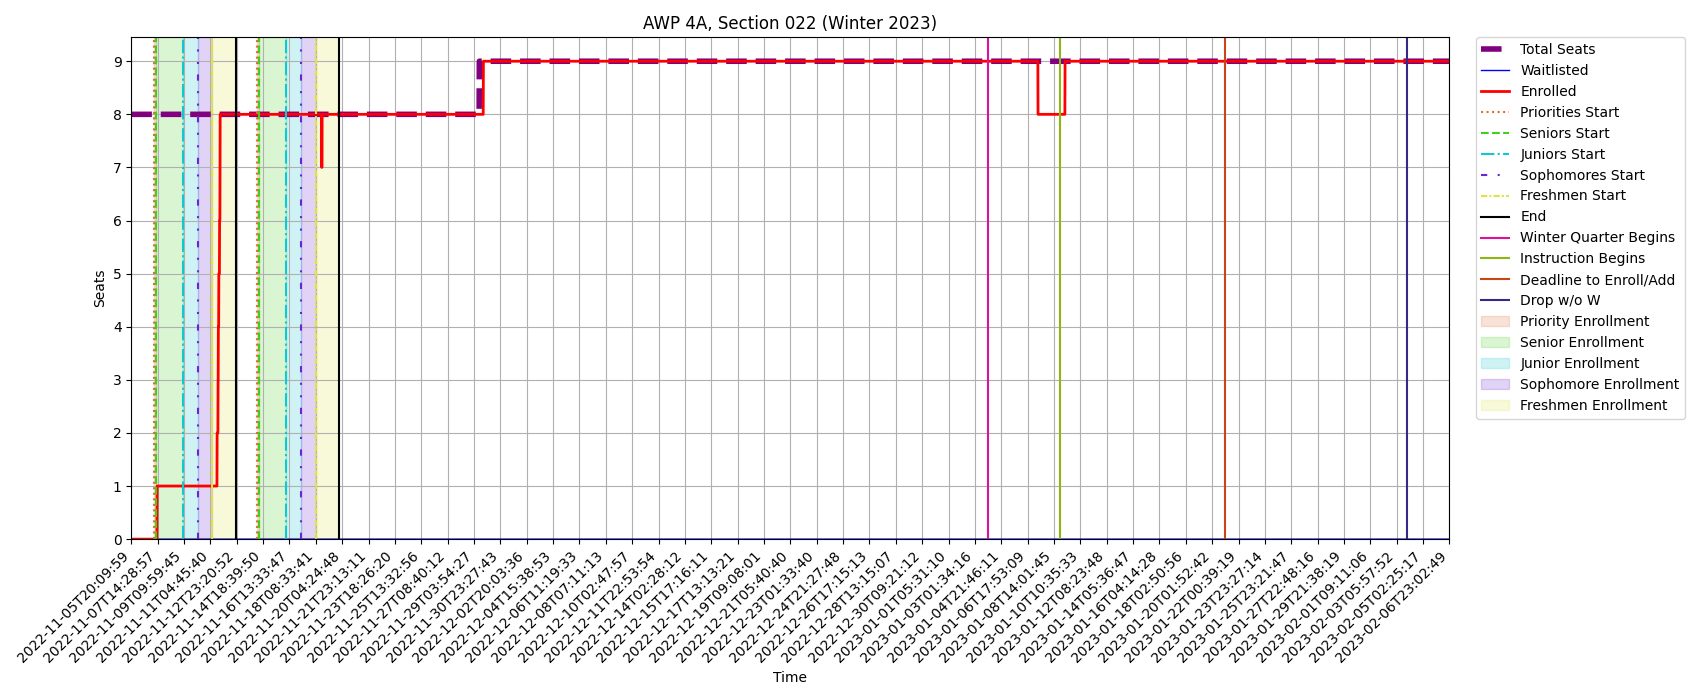 AWP 4A, Section 022 (Winter 2023)
Seats
9
8
7
6
5
4
3
2
1
0
2022-11-05T20:09:59
2022-11-07T14:28:57
2022-11-09T09:59:45
2022-11-11T04:45:40
2022-11-12T23:20:52
2022-11-14T18:39:50
2022-11-16T13:33:47
2022-11-18T08:33:41
2022-11-20T04:24:48
2022-11-21T23:13:11
2022-11-23T18:26:20
2022-11-25T13:32:56
2022-11-27T08:40:12
2022-11-29T03:54:27
2022-11-30T23:27:43
2022-12-02T20:03:36
2022-12-04T15:38:53
2022-12-06T11:19:33
2022-12-08T07:11:13
2022-12-10T02:47:57
2022-12-11T22:53:54
2022-12-14T02:28:12
2022-12-15T17:16:11
2022-12-17T13:13:21
2022-12-19T09:08:01
2022-12-21T05:40:40
2022-12-23T01:33:40
2022-12-24T21:27:48
2022-12-26T17:15:13
2022-12-28T13:15:07
2022-12-30T09:21:12
2023-01-01T05:31:10
2023-01-03T01:34:16
2023-01-04T21:46:11
2023-01-06T17:53:09
2023-01-08T14:01:45
2023-01-10T10:35:33
2023-01-12T08:23:48
2023-01-14T05:36:47
2023-01-16T04:14:28
2023-01-18T02:50:56
2023-01-20T01:52:42
2023-01-22T00:39:19
2023-01-23T23:27:14
2023-01-25T23:21:47
2023-01-27T22:48:16
2023-01-29T21:38:19
2023-02-01T09:11:06
2023-02-03T05:57:52
2023-02-05T02:25:17
2023-02-06T23:02:49
Time
Total Seats
Waitlisted
Enrolled
Priorities Start
Seniors Start
Juniors Start
Sophomores Start
Freshmen Start
End
Winter Quarter Begins
Instruction Begins
Deadline to Enroll/Add
Drop w/o W
Priority Enrollment
Senior Enrollment
Junior Enrollment
Sophomore Enrollment
Freshmen Enrollment